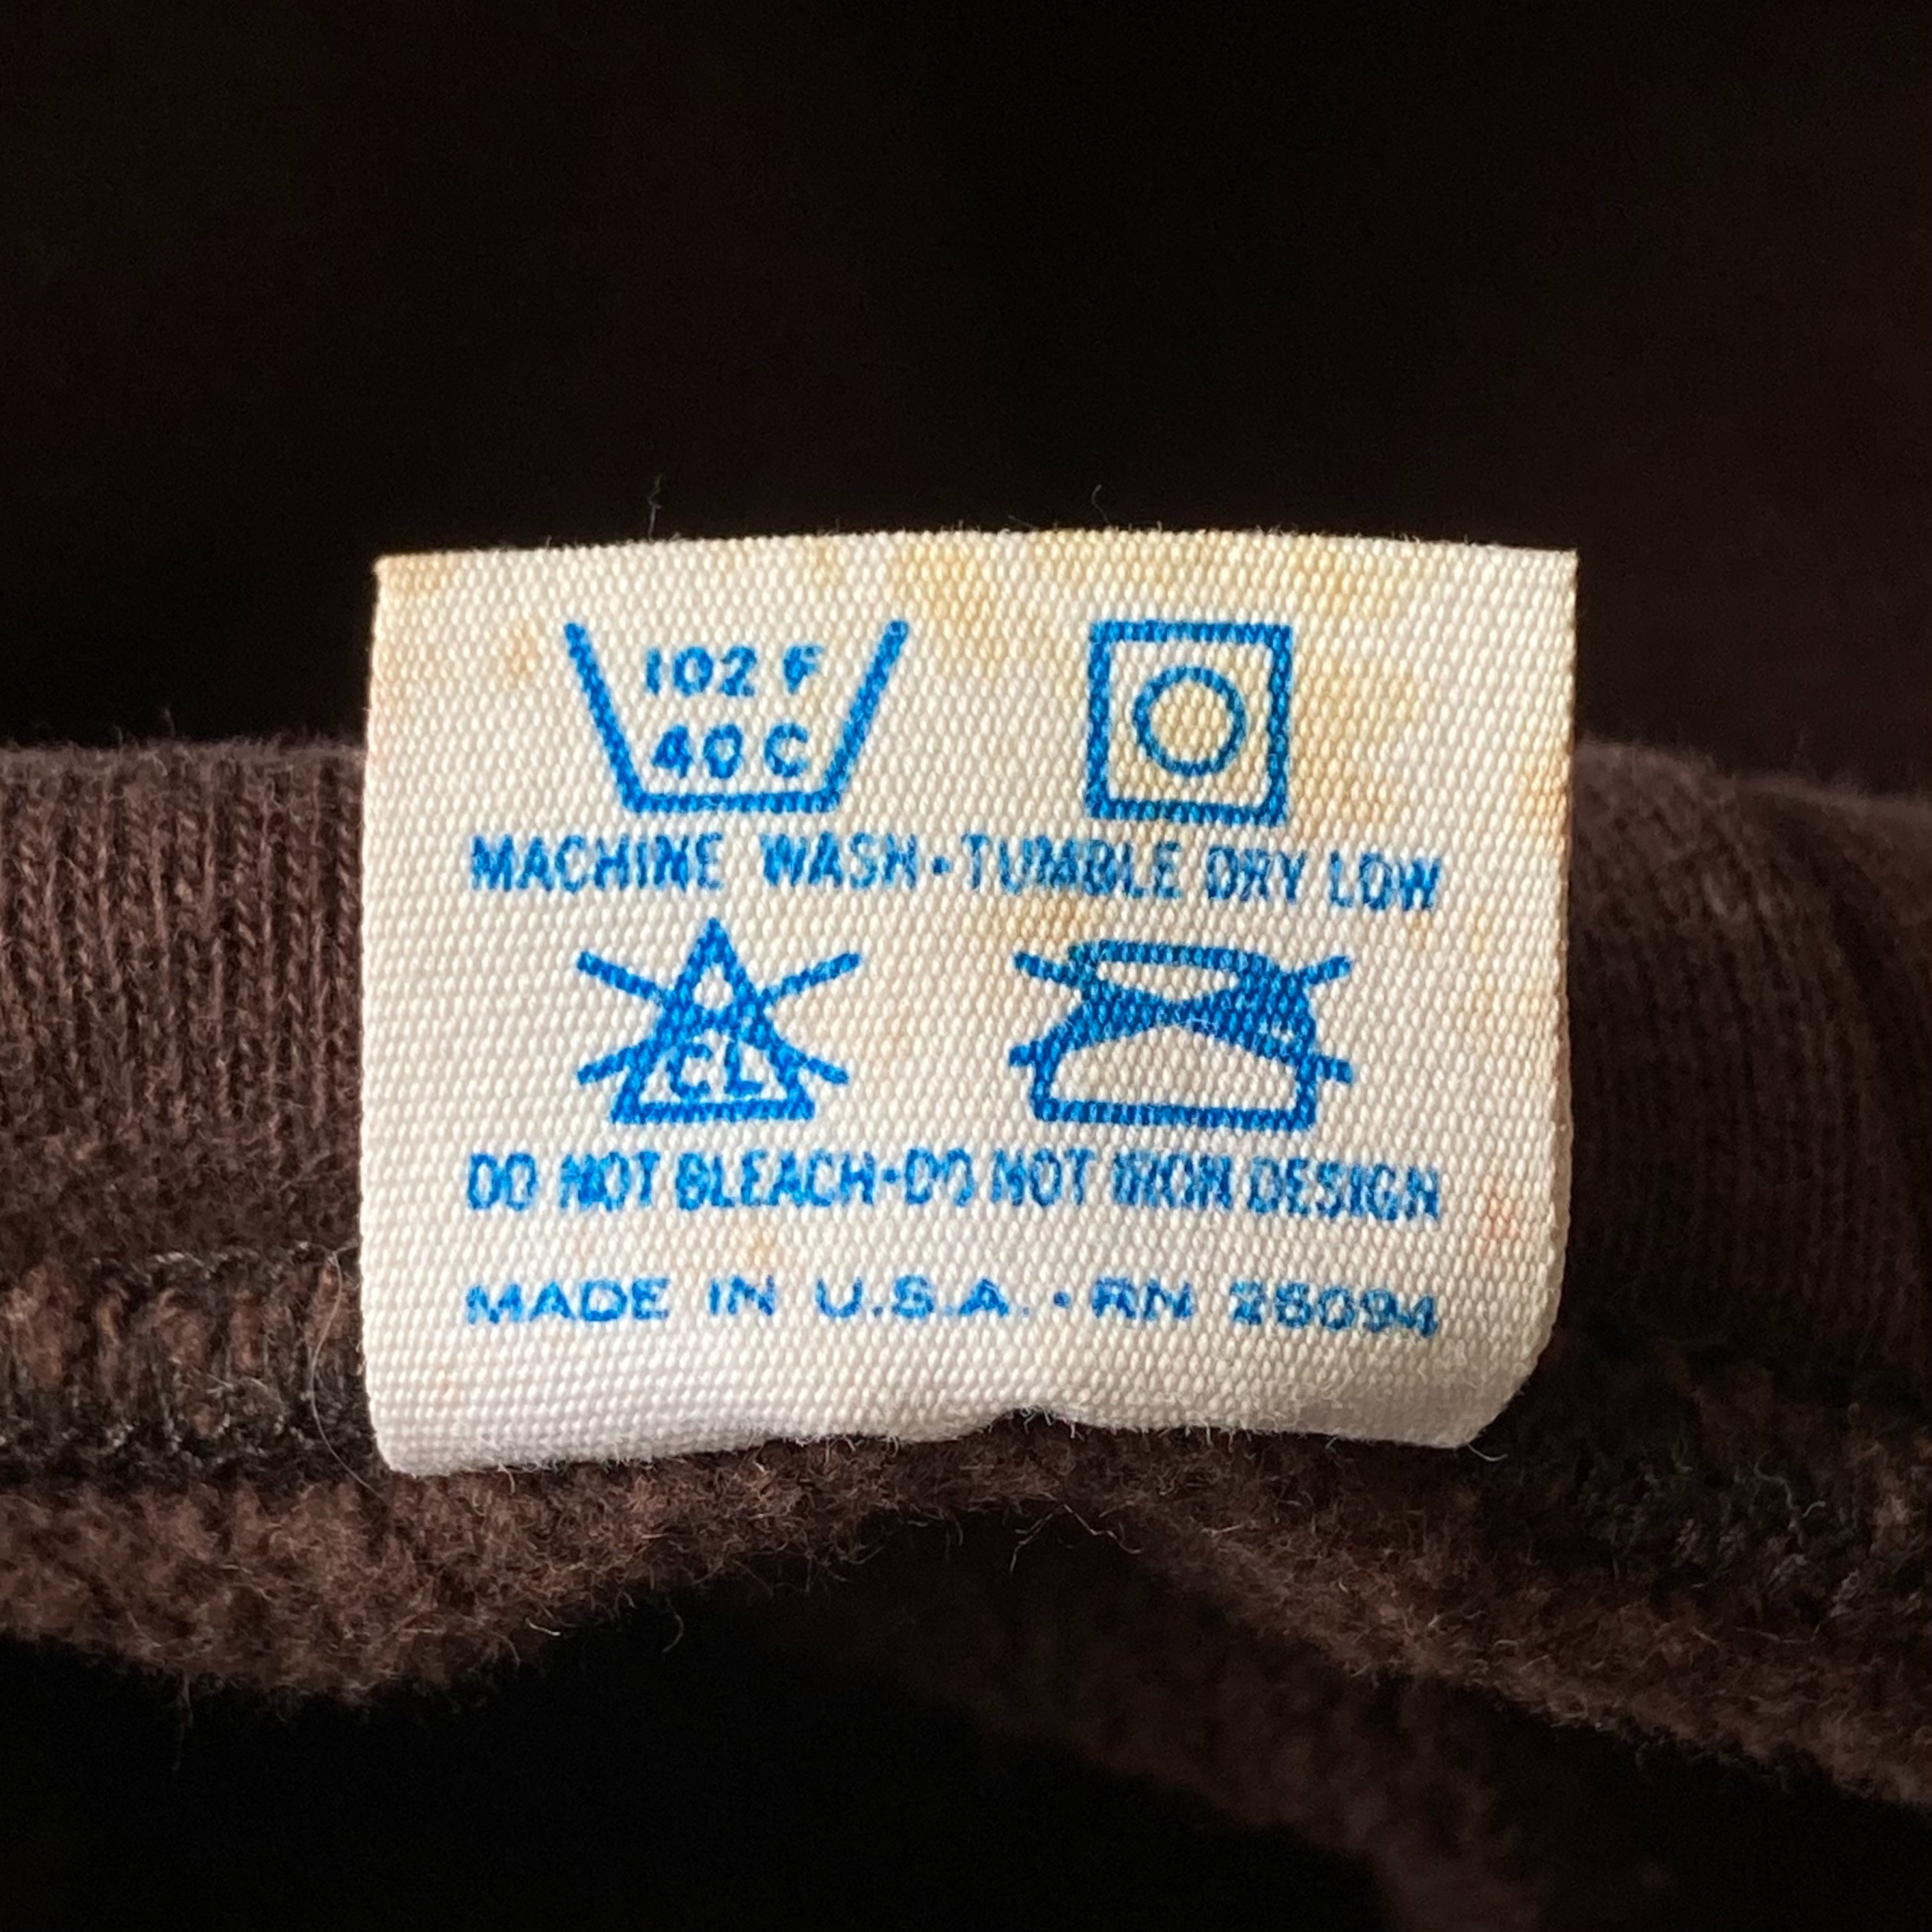 102 F
40 C
MACHINE WASH • TUMBLE DRY LOW
CL
DO NOT BLEACH • DO NOT IRON DESIGN
MADE IN U.S.A. • RN 26094